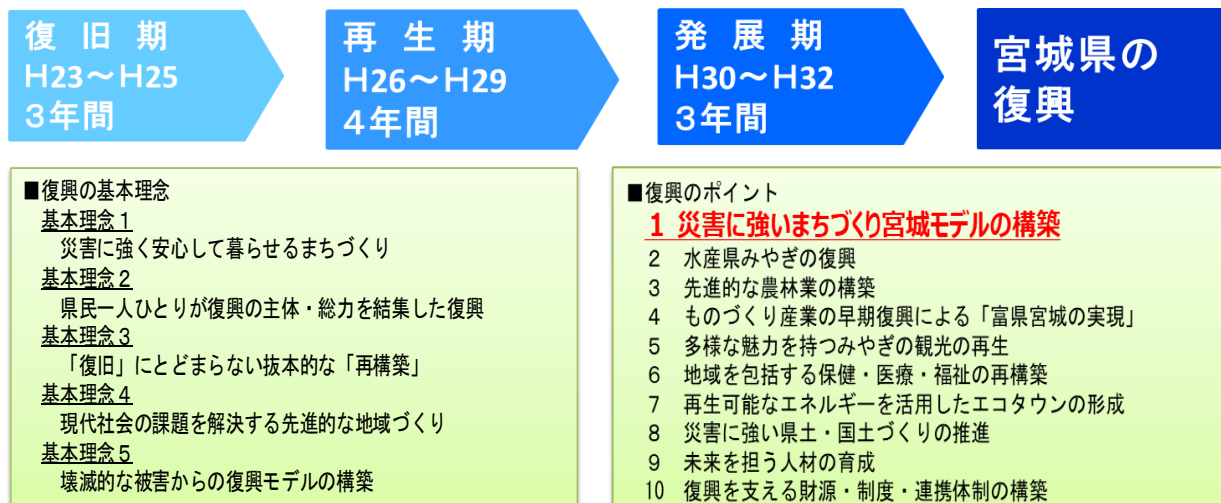 復 旧 期
H23～H25
３年間
再 生 期
H26～H29
４年間
発 展 期
H30～H32
３年間
宮城県の
復興
■復興の基本理念
基本理念１
災害に強く安心して暮らせるまちづくり
基本理念２
県民一人ひとりが復興の主体・総力を結集した復興
基本理念３
「復旧」にとどまらない抜本的な「再構築」
基本理念４
現代社会の課題を解決する先進的な地域づくり
基本理念５
壊滅的な被害からの復興モデルの構築
■復興のポイント
1 災害に強いまちづくり宮城モデルの構築
2 水産県みやぎの復興
3 先進的な農林業の構築
4 ものづくり産業の早期復興による「富県宮城の実現」
5 多様な魅力を持つみやぎの観光の再生
6 地域を包括する保健・医療・福祉の再構築
7 再生可能なエネルギーを活用したエコタウンの形成
8 災害に強い県土・国土づくりの推進
9 未来を担う人材の育成
10 復興を支える財源・制度・連携体制の構築